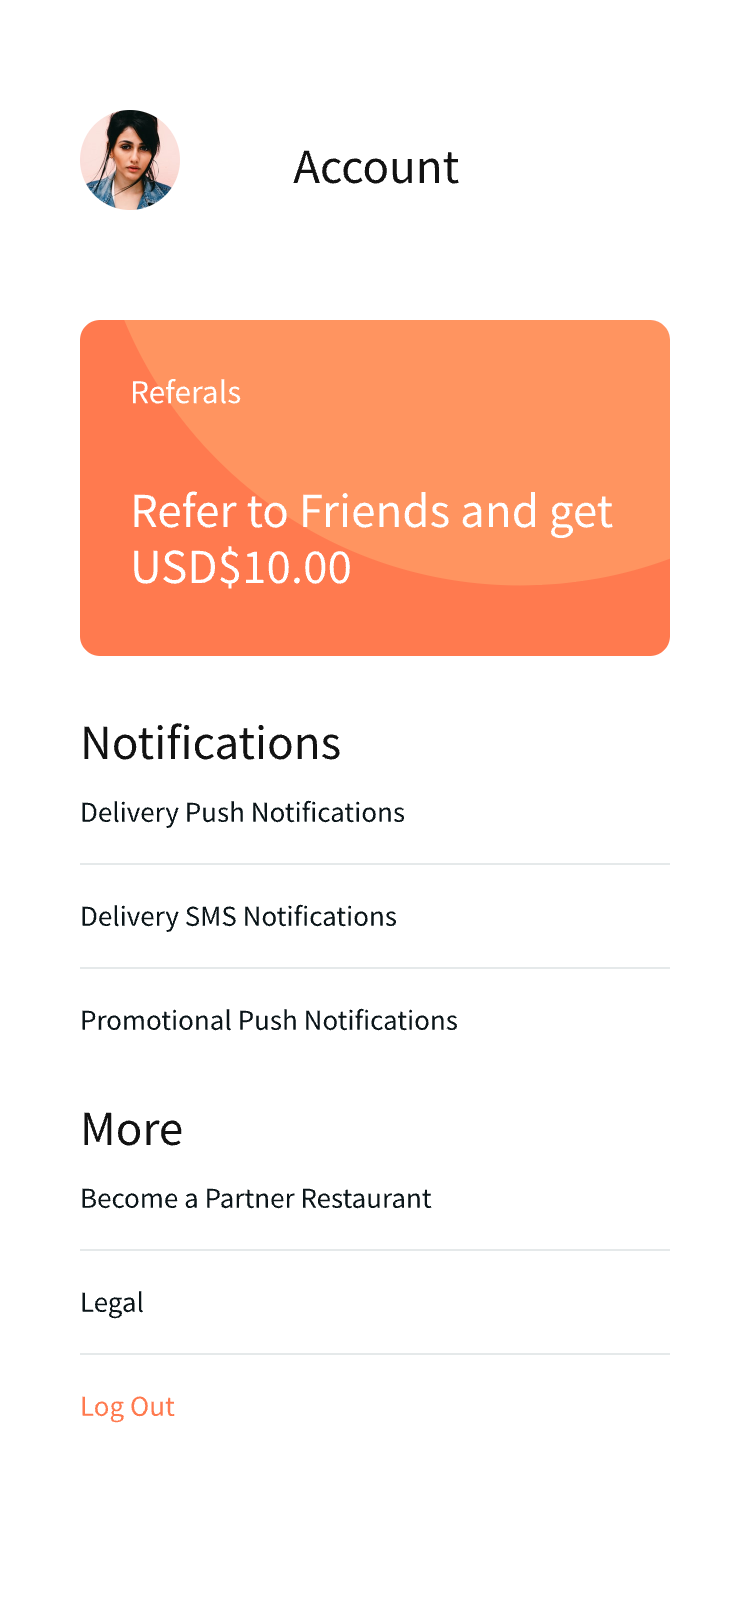 Account
Referals
Refer to Friends and get
USD$10.00
Notifications
Delivery Push Notifications
Delivery SMS Notifications
Promotional Push Notifications
More
Become a Partner Restaurant
Legal
Log Out